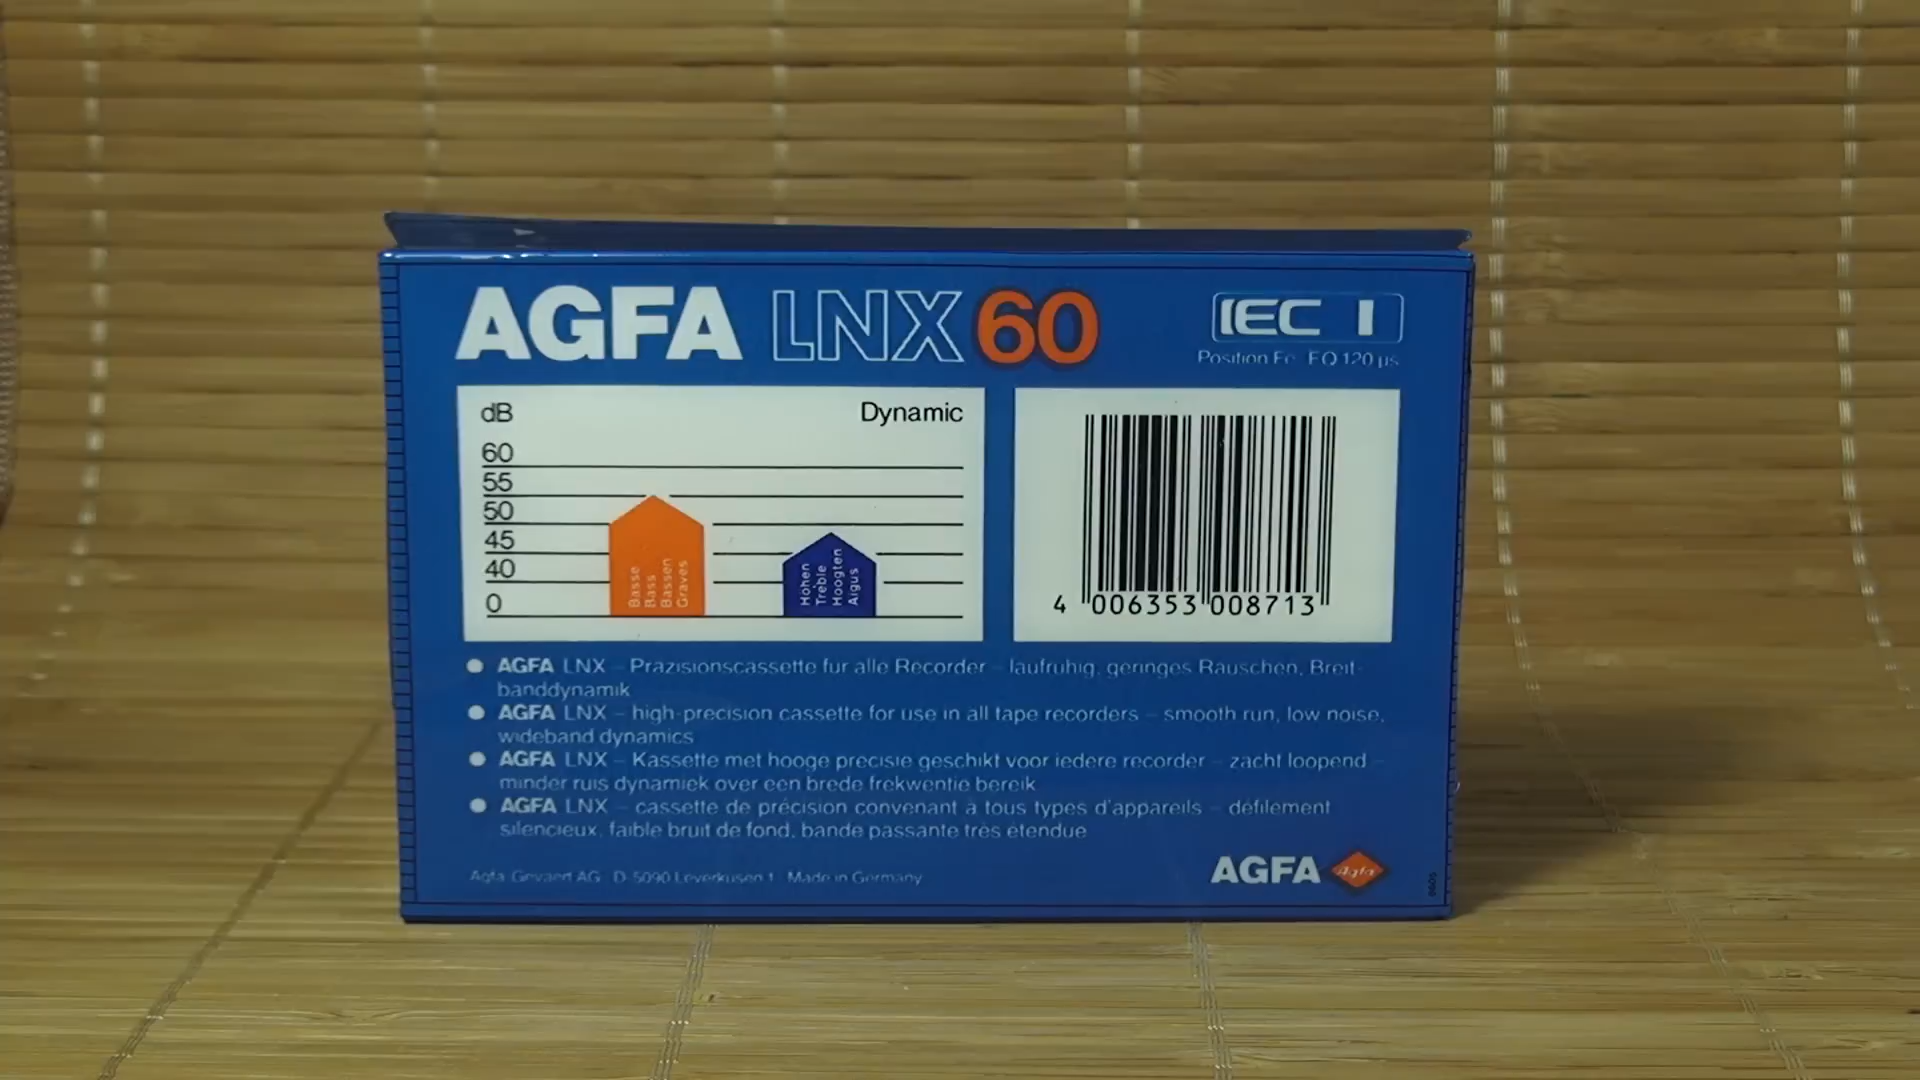 AGFA LNX 60
IEC I
Position Fe EQ 120 µs
dB
Dynamic
60
55
50
45
40
0
Basse
Bass
Bassen
Graves
Hohen
Treble
Hoogten
Aigus
4 006353 008713
AGFA LNX – Präzisionscassette für alle Recorder – laufruhig, geringes Rauschen, Breit-
banddynamik
AGFA LNX – high-precision cassette for use in all tape recorders – smooth run, low noise,
wideband dynamics
AGFA LNX – Kassette met hooge precisie geschikt voor iedere recorder – zacht loopend –
minder ruis dynamiek over een brede frekwentie bereik
AGFA LNX – cassette de précision convenant à tous types d'appareils – défilement
silencieux, faible bruit de fond, bande passante très étendue
Agfa-Gevaert AG · D-5090 Leverkusen 1 · Made in Germany
AGFA Agfa